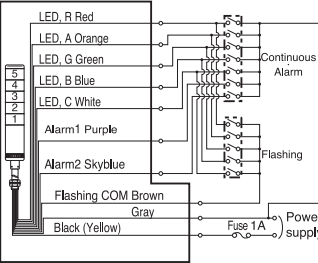 LED, R Red
LED, A Orange
LED, G Green
LED, B Blue
LED, C White
Alarm1 Purple
Alarm2 Skyblue
Flashing COM Brown
Gray
Black (Yellow)
5
4
3
2
1
Continuous
Alarm
Flashing
Fuse 1A
Power
supply